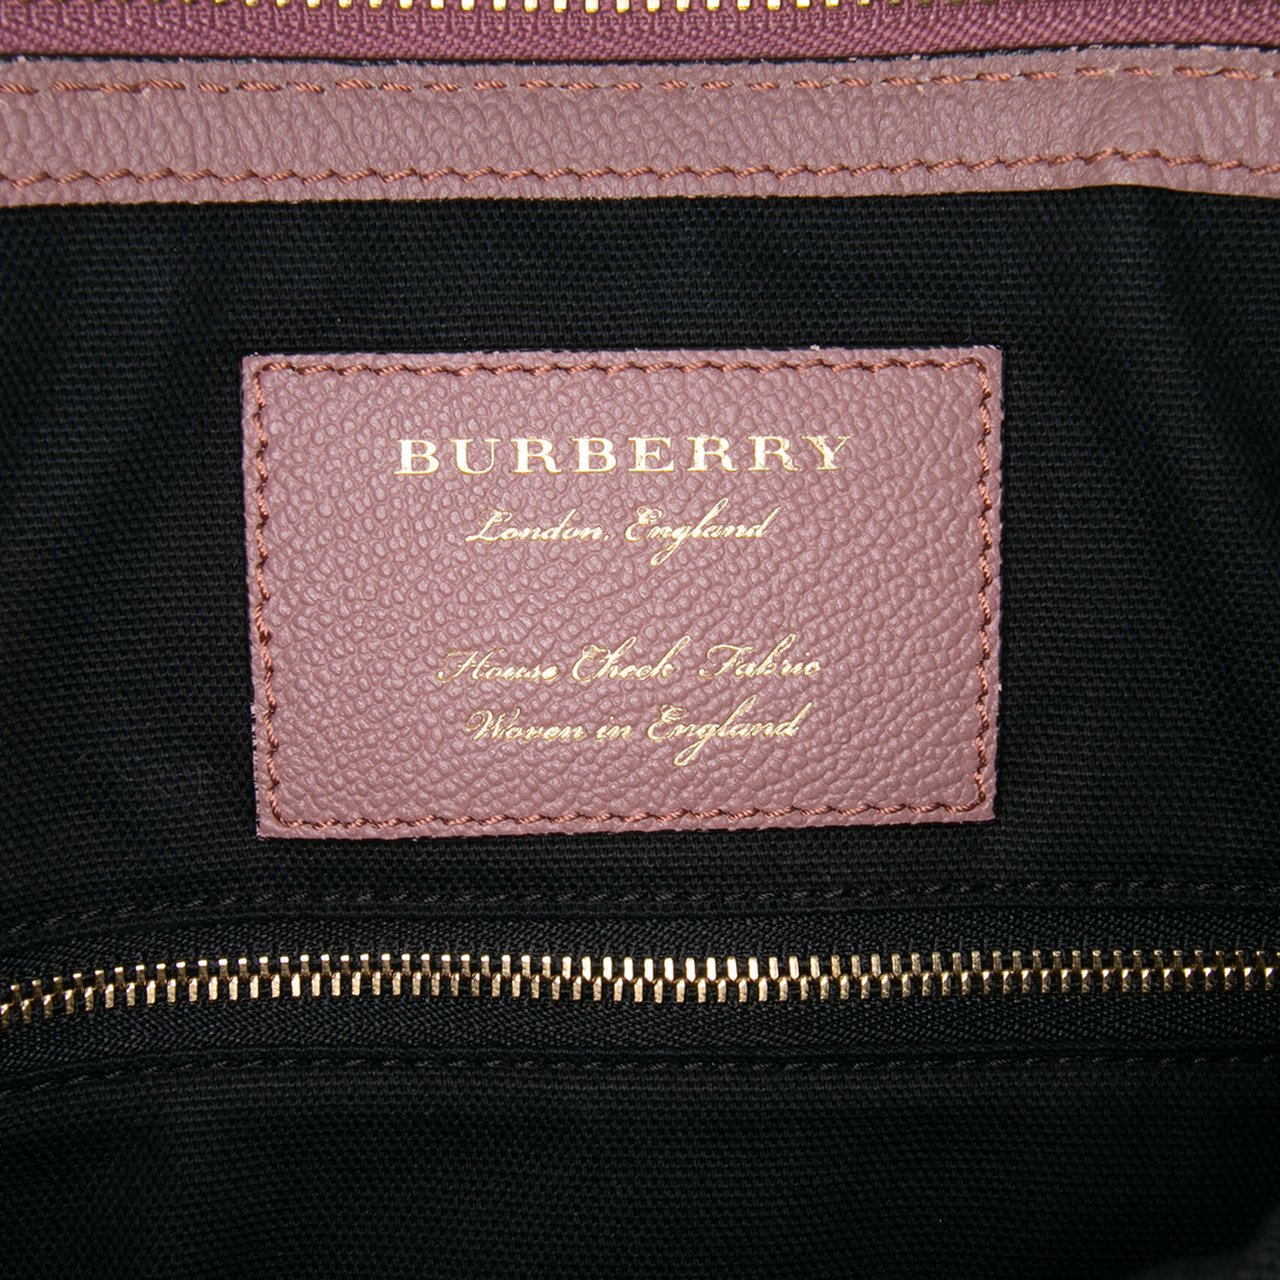 BURBERRY
London, England
House Check Fabric
Woven in England